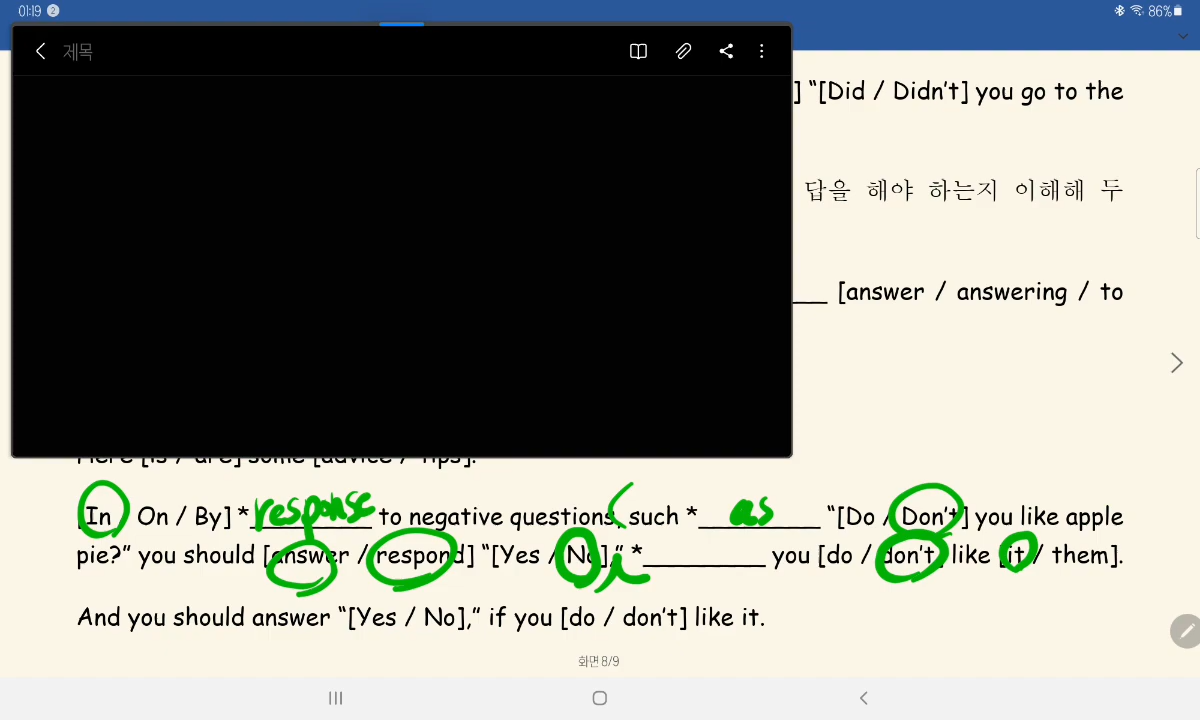 01:19 2 86%
제목
] “[Did / Didn’t] you go to the
답을 해야 하는지 이해해 두
___ [answer / answering / to
Here [is / are] some [advice / tips].
[In / On / By] *response to negative questions, such *as “[Do / Don’t] you like apple
pie?” you should [answer / respond] “[Yes / No],” *_________ you [do / don’t] like [it / them].
And you should answer “[Yes / No],” if you [do / don’t] like it.
화면 8/9